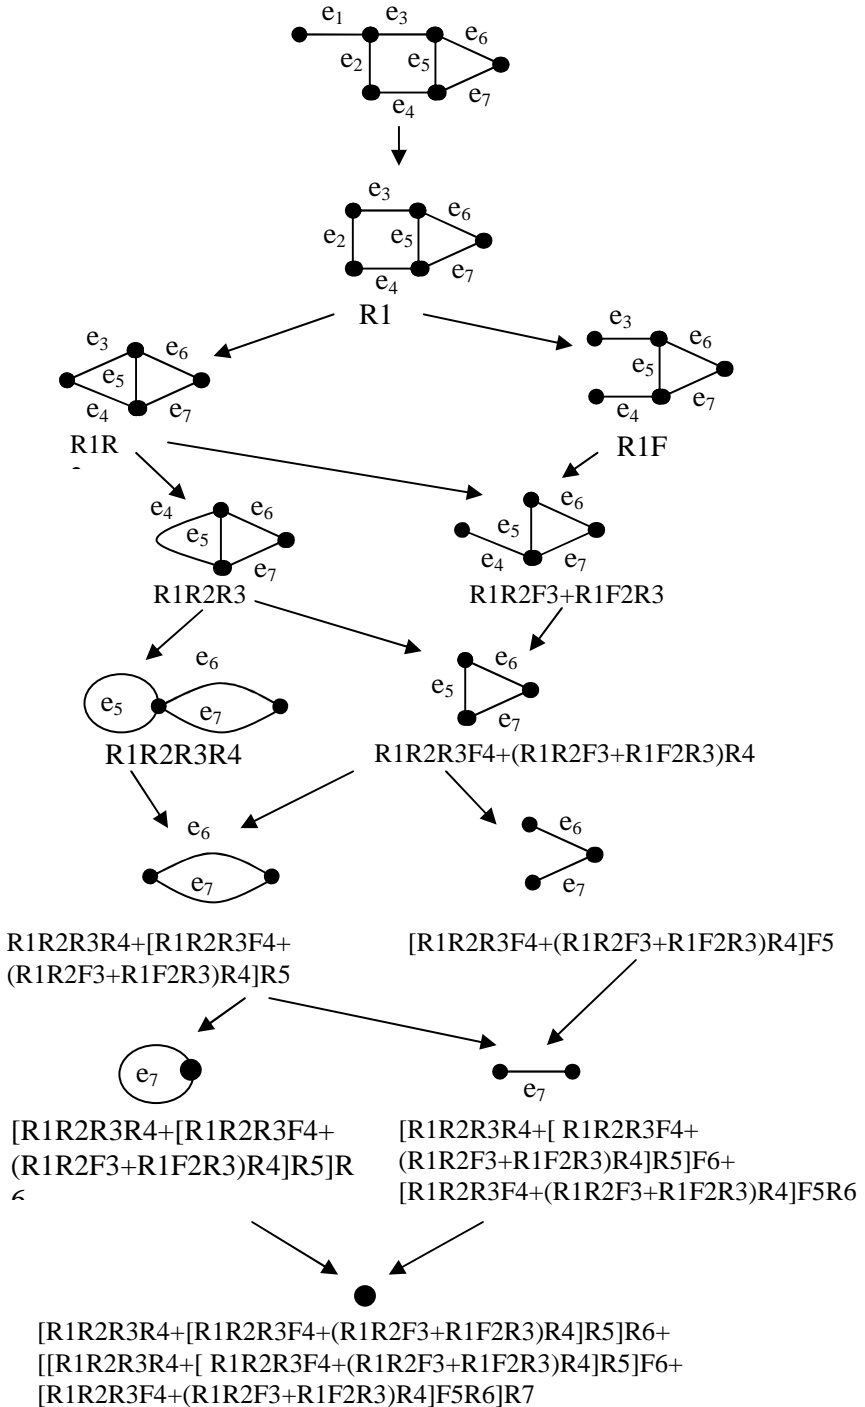 e1 e3 e6
e2 e5
e4 e7
e3 e6
e2 e5
e4 e7
R1
e3 e6
e5
e4 e7
R1R
e3 e6
e5
e4 e7
R1F
e4 e6
e5
e7
R1R2R3
e6
e5
e4 e7
R1R2F3+R1F2R3
e6
e5 e7
R1R2R3R4
e6
e5
e7
R1R2R3F4+(R1R2F3+R1F2R3)R4
e6
e7
R1R2R3R4+[R1R2R3F4+
(R1R2F3+R1F2R3)R4]R5
e6
e7
[R1R2R3F4+(R1R2F3+R1F2R3)R4]F5
e7
[R1R2R3R4+[R1R2R3F4+
(R1R2F3+R1F2R3)R4]R5]R
6
e7
[R1R2R3R4+[ R1R2R3F4+
(R1R2F3+R1F2R3)R4]R5]F6+
[R1R2R3F4+(R1R2F3+R1F2R3)R4]F5R6
[R1R2R3R4+[R1R2R3F4+(R1R2F3+R1F2R3)R4]R5]R6+
[[R1R2R3R4+[ R1R2R3F4+(R1R2F3+R1F2R3)R4]R5]F6+
[R1R2R3F4+(R1R2F3+R1F2R3)R4]F5R6]R7